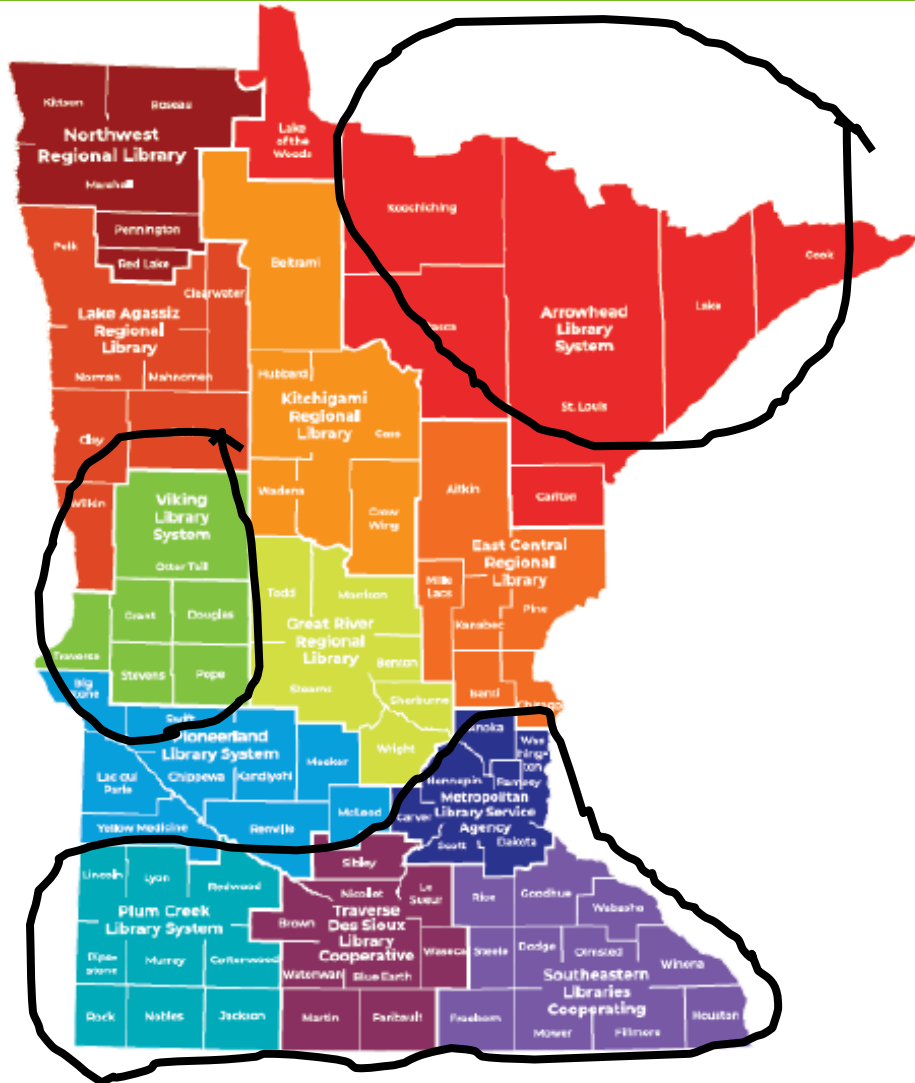 Kittson
Roseau
Northwest
Regional Library
Marshall
Pennington
Red Lake
Lake
of the
Woods
Koochiching
Cook
Lake
Arrowhead
Library
System
St. Louis
Carlton
Polk
Clearwater
Lake Agassiz
Regional
Library
Norman
Mahnomen
Clay
Wilkin
Beltrami
Hubbard
Kitchigami
Regional
Library
Cass
Wadena
Crow
Wing
Aitkin
East Central
Regional
Library
Mille
Lacs
Kanabec
Pine
Isanti
Chisago
Viking
Library
System
Otter Tail
Grant
Douglas
Traverse
Stevens
Pope
Todd
Morrison
Great River
Regional
Library
Benton
Stearns
Sherburne
Wright
Big
Stone
Swift
Pioneerland
Library System
Lac qui
Parle
Chippewa
Kandiyohi
Meeker
McLeod
Yellow Medicine
Renville
Anoka
Was
hing-
ton
Hennepin
Ramsey
Metropolitan
Library Service
Agency
Carver
Scott
Dakota
Lincoln
Lyon
Redwood
Plum Creek
Library System
Pipe-
stone
Murray
Cottonwood
Rock
Nobles
Jackson
Sibley
Nicollet
Le
Sueur
Brown
Traverse
Des Sioux
Library
Cooperative
Waseca
Watonwan
Blue Earth
Martin
Faribault
Rice
Goodhue
Wabasha
Steele
Dodge
Olmsted
Winona
Southeastern
Libraries
Cooperating
Freeborn
Mower
Fillmore
Houston